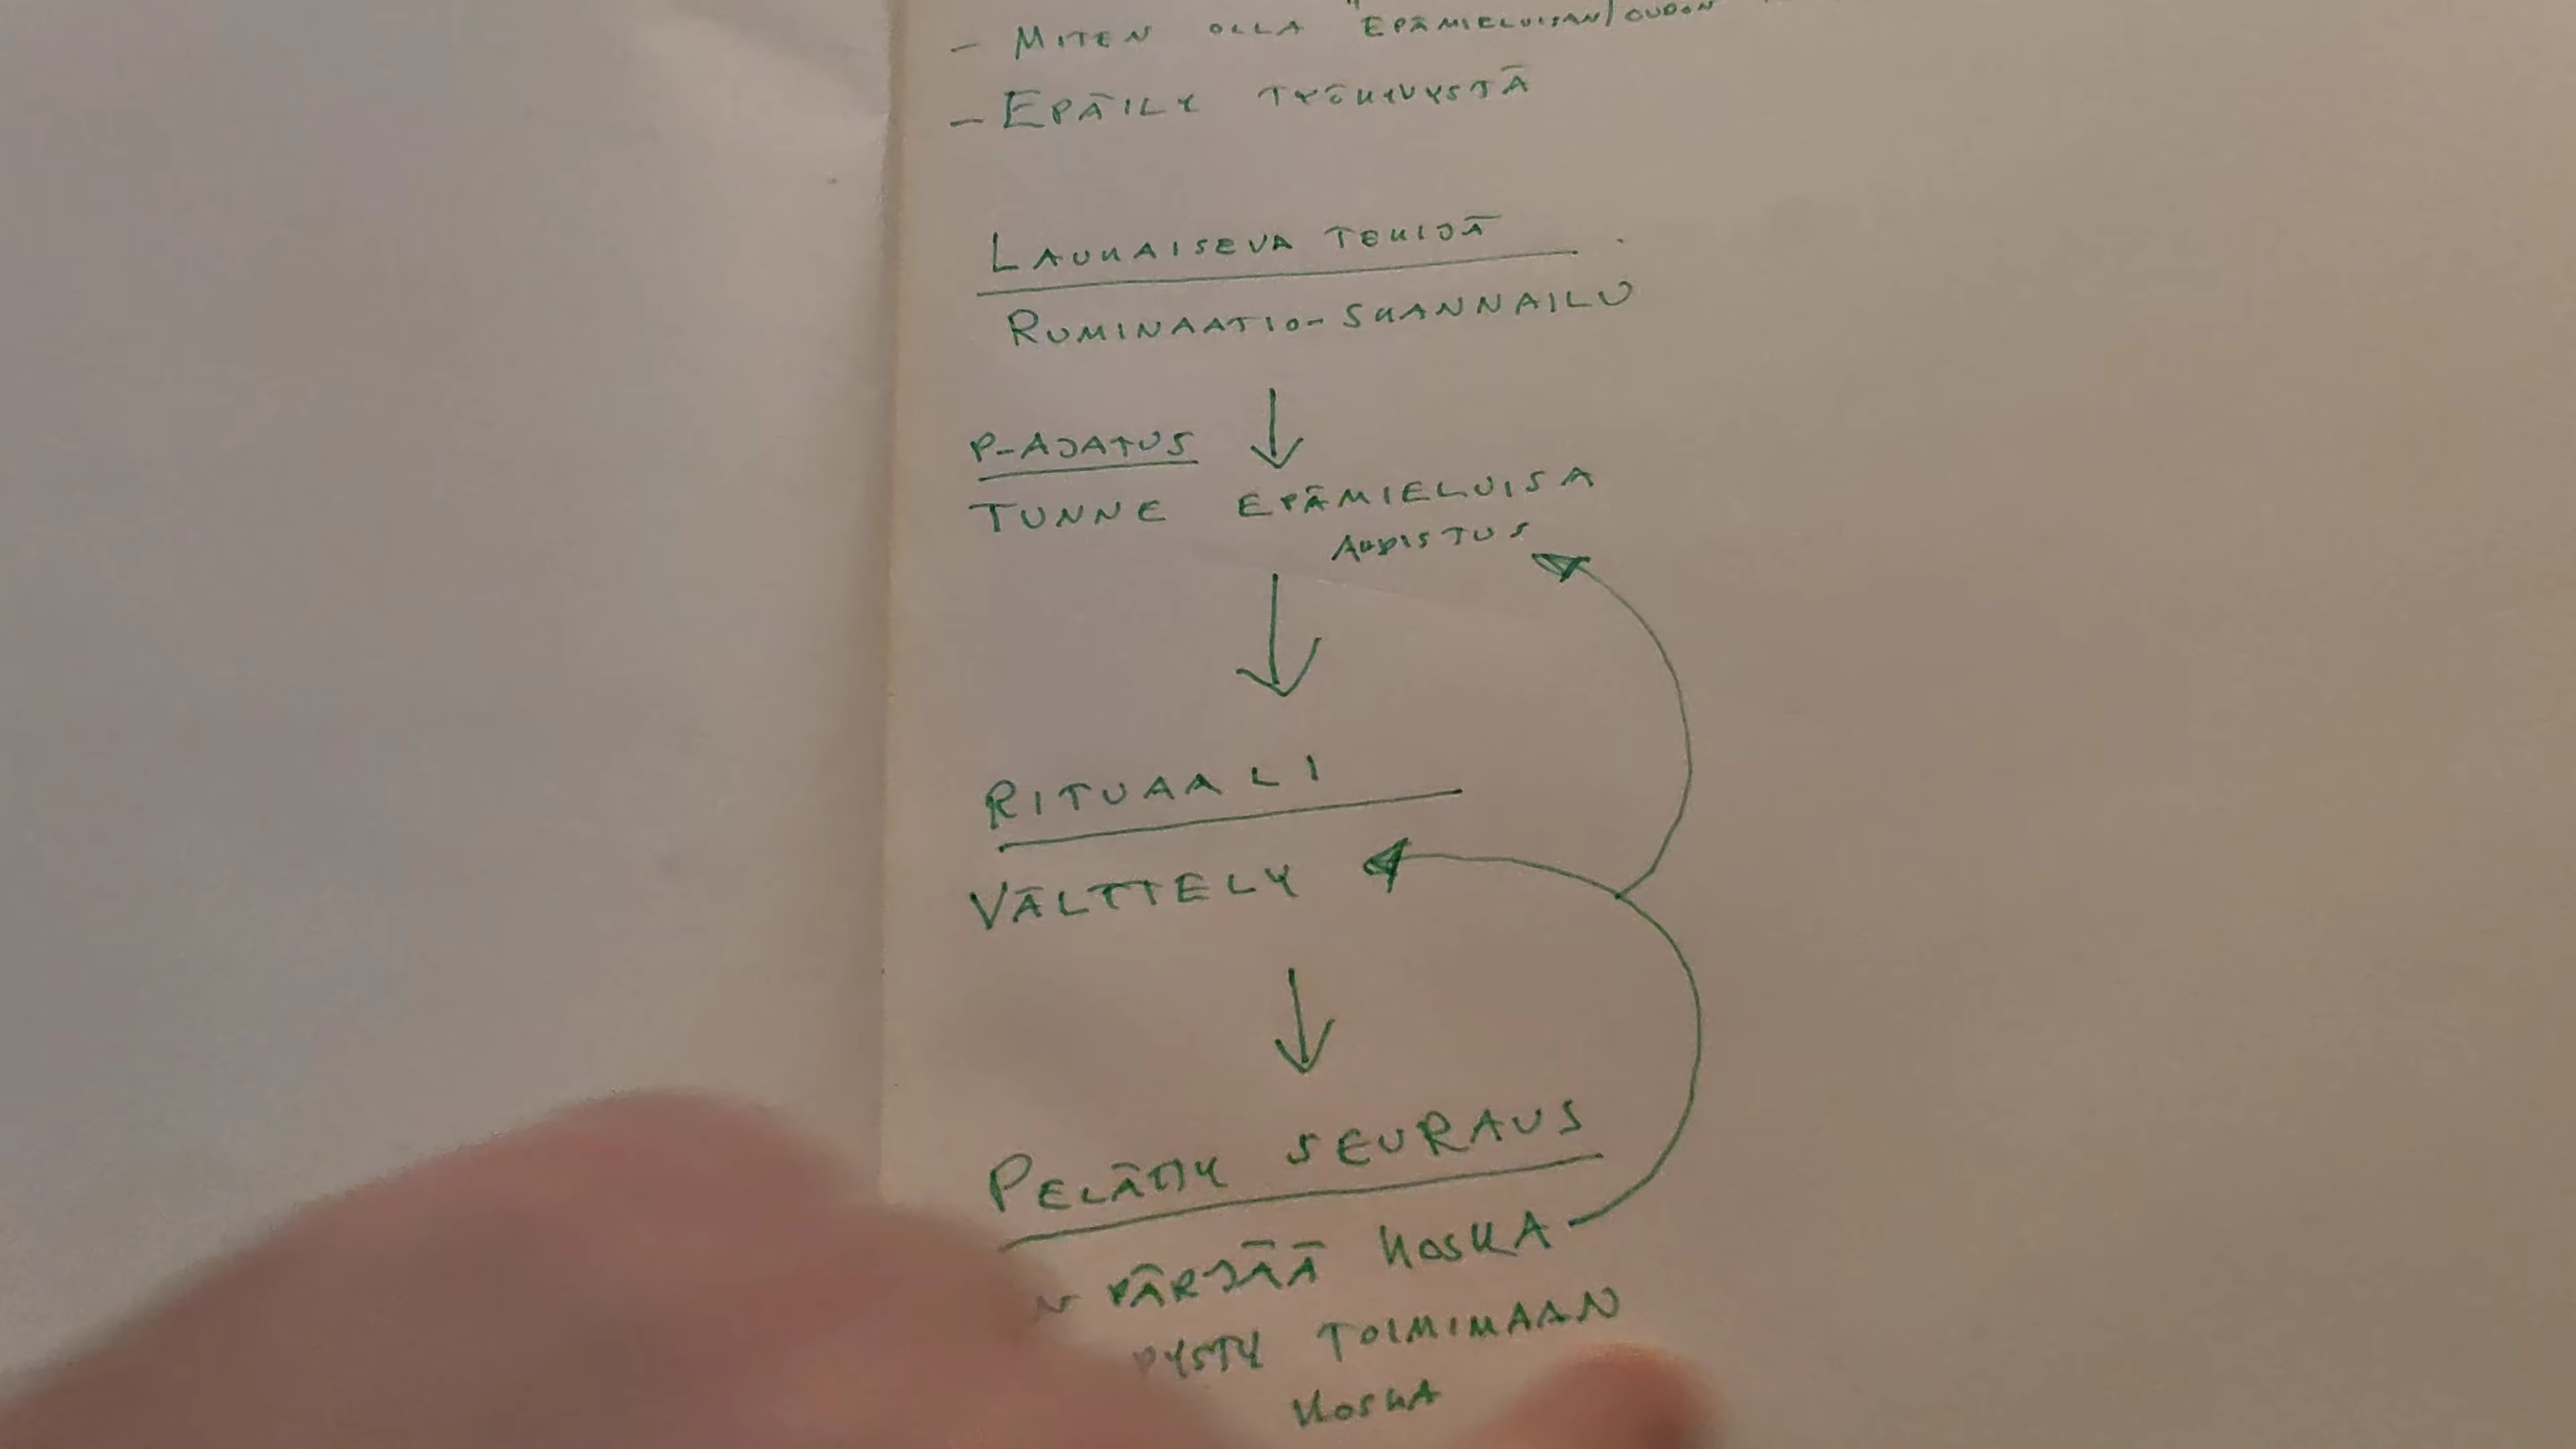 - MITEN OLLA "EPÄMIELUISAN/OUDON
- EPÄILY TYÖKYVYSTÄ
LAUKAISEVA TEKIJÄ
RUMINAATIO-SKANNAILU
P-AJATUS
TUNNE EPÄMIELUISA
AHDISTUS
RITUAALI
VÄLTTELY
PELÄTTY SEURAUS
N PÄRJÄÄ KOSKA
PYSTY TOIMIMAAN
KOSKA